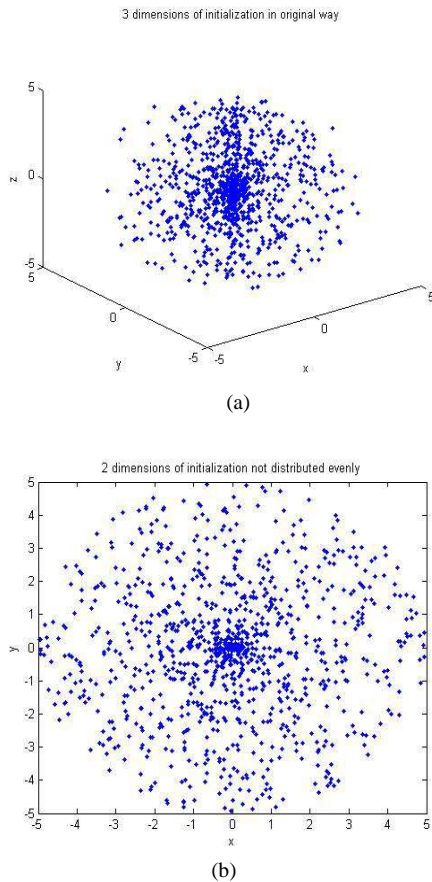 3 dimensions of initialization in original way
5
z
0
-5
5
0
y
-5
-5
0
x
5
(a)
2 dimensions of initialization not distributed evenly
5
4
3
2
1
y
0
-1
-2
-3
-4
-5
-5 -4 -3 -2 -1 0 1 2 3 4 5
x
(b)